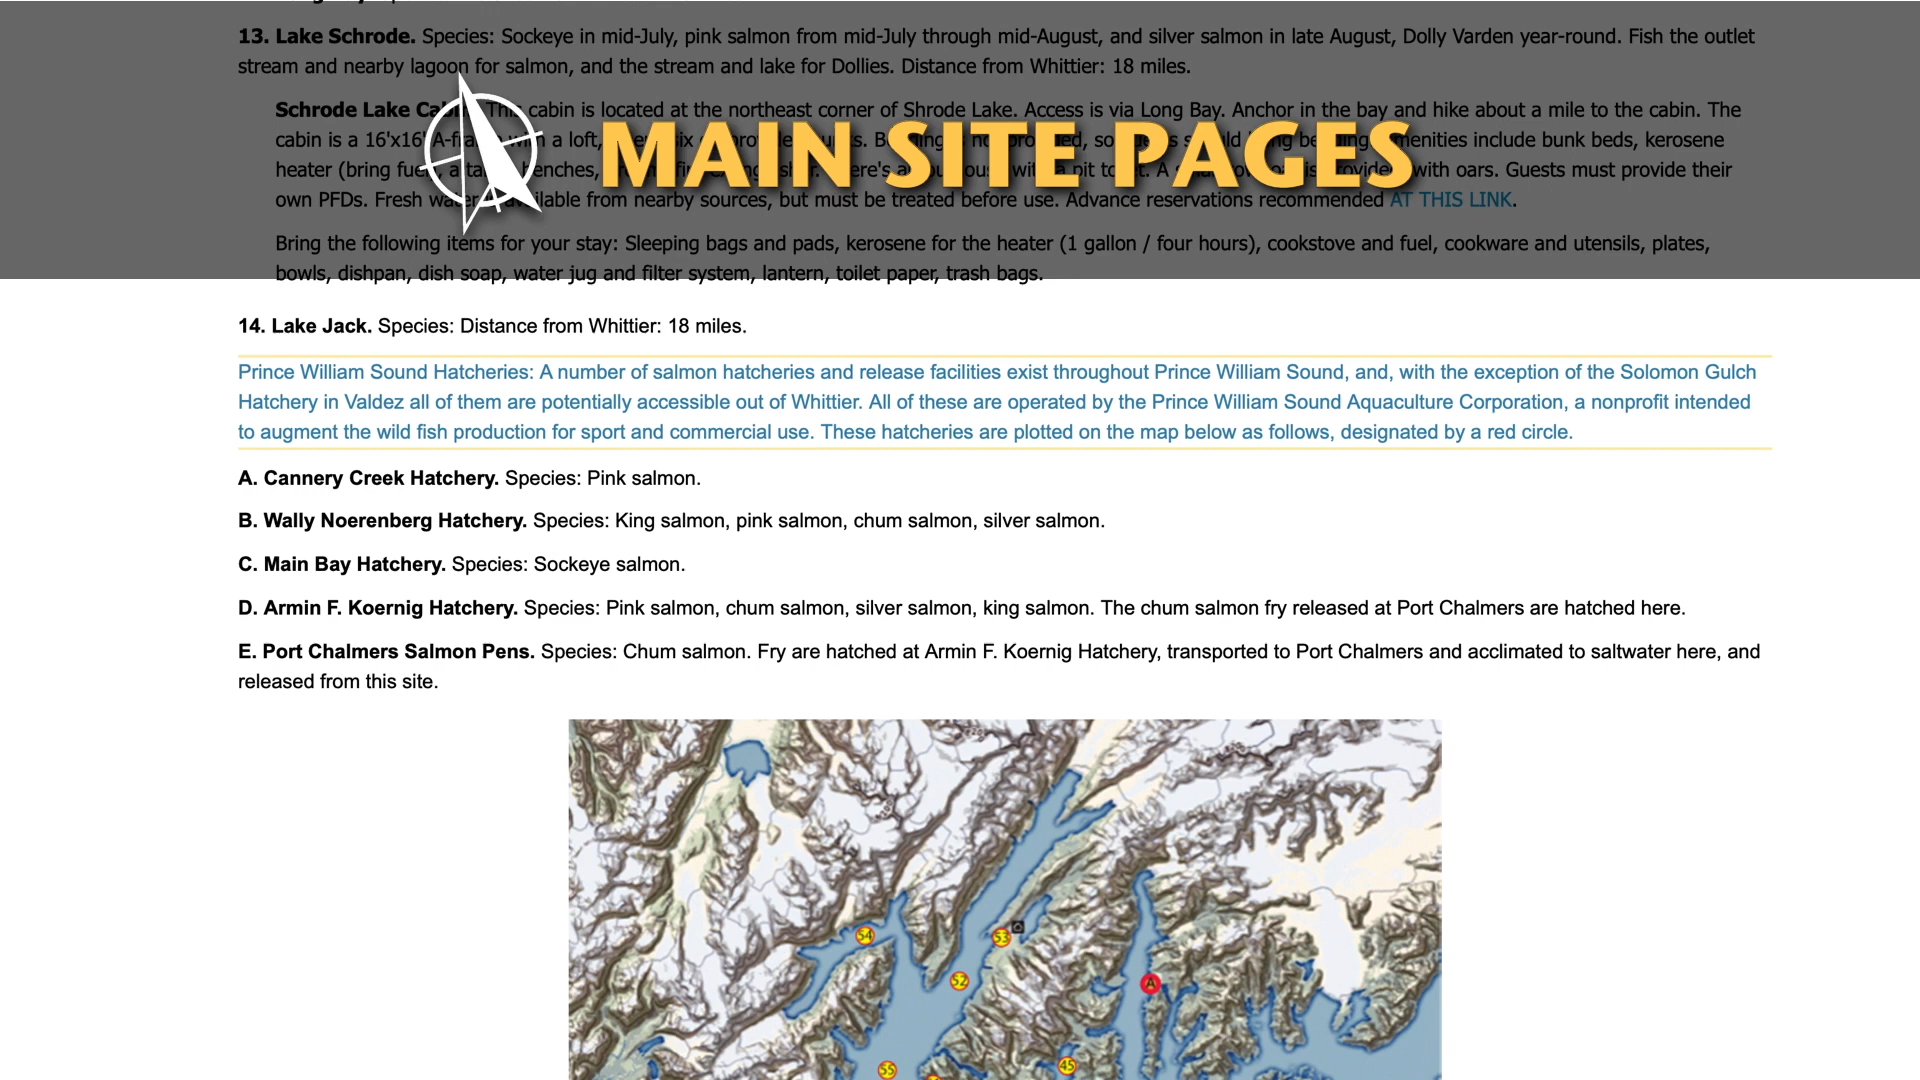 13. Lake Schrode. Species: Sockeye in mid-July, pink salmon from mid-July through mid-August, and silver salmon in late August, Dolly Varden year-round. Fish the outlet
stream and nearby lagoon for salmon, and the stream and lake for Dollies. Distance from Whittier: 18 miles.
Schrode Lake This cabin is located at the northeast corner of Shrode Lake. Access is via Long Bay. Anchor in the bay and hike about a mile to the cabin. The
cabin is a 16'x16' with a loft, amenities include bunk beds, kerosene
heater (bring with oars. Guests must provide their
own PFDs. Fresh from nearby sources, but must be treated before use. Advance reservations recommended AT THIS LINK.
MAIN SITE PAGES
Bring the following items for your stay: Sleeping bags and pads, kerosene for the heater (1 gallon / four hours), cookstove and fuel, cookware and utensils, plates,
bowls, dishpan, dish soap, water jug and filter system, lantern, toilet paper, trash bags.
14. Lake Jack. Species: Distance from Whittier: 18 miles.
Prince William Sound Hatcheries: A number of salmon hatcheries and release facilities exist throughout Prince William Sound, and, with the exception of the Solomon Gulch
Hatchery in Valdez all of them are potentially accessible out of Whittier. All of these are operated by the Prince William Sound Aquaculture Corporation, a nonprofit intended
to augment the wild fish production for sport and commercial use. These hatcheries are plotted on the map below as follows, designated by a red circle.
A. Cannery Creek Hatchery. Species: Pink salmon.
B. Wally Noerenberg Hatchery. Species: King salmon, pink salmon, chum salmon, silver salmon.
C. Main Bay Hatchery. Species: Sockeye salmon.
D. Armin F. Koernig Hatchery. Species: Pink salmon, chum salmon, silver salmon, king salmon. The chum salmon fry released at Port Chalmers are hatched here.
E. Port Chalmers Salmon Pens. Species: Chum salmon. Fry are hatched at Armin F. Koernig Hatchery, transported to Port Chalmers and acclimated to saltwater here, and
released from this site.
54
53
52
A
55
45